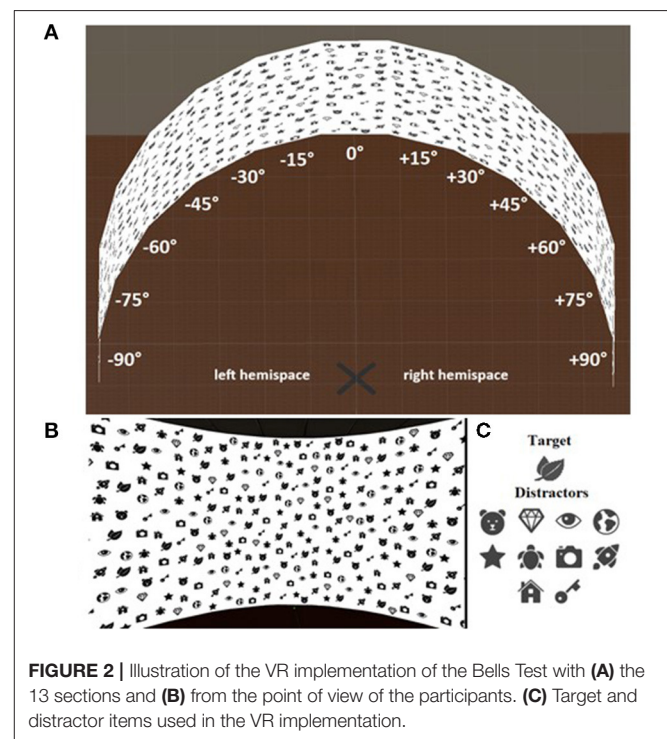 A
0°
-15° +15°
-30° +30°
-45° +45°
-60° +60°
-75° +75°
-90° +90°
left hemispace right hemispace
B
C
Target
Distractors
FIGURE 2 | Illustration of the VR implementation of the Bells Test with (A) the
13 sections and (B) from the point of view of the participants. (C) Target and
distractor items used in the VR implementation.